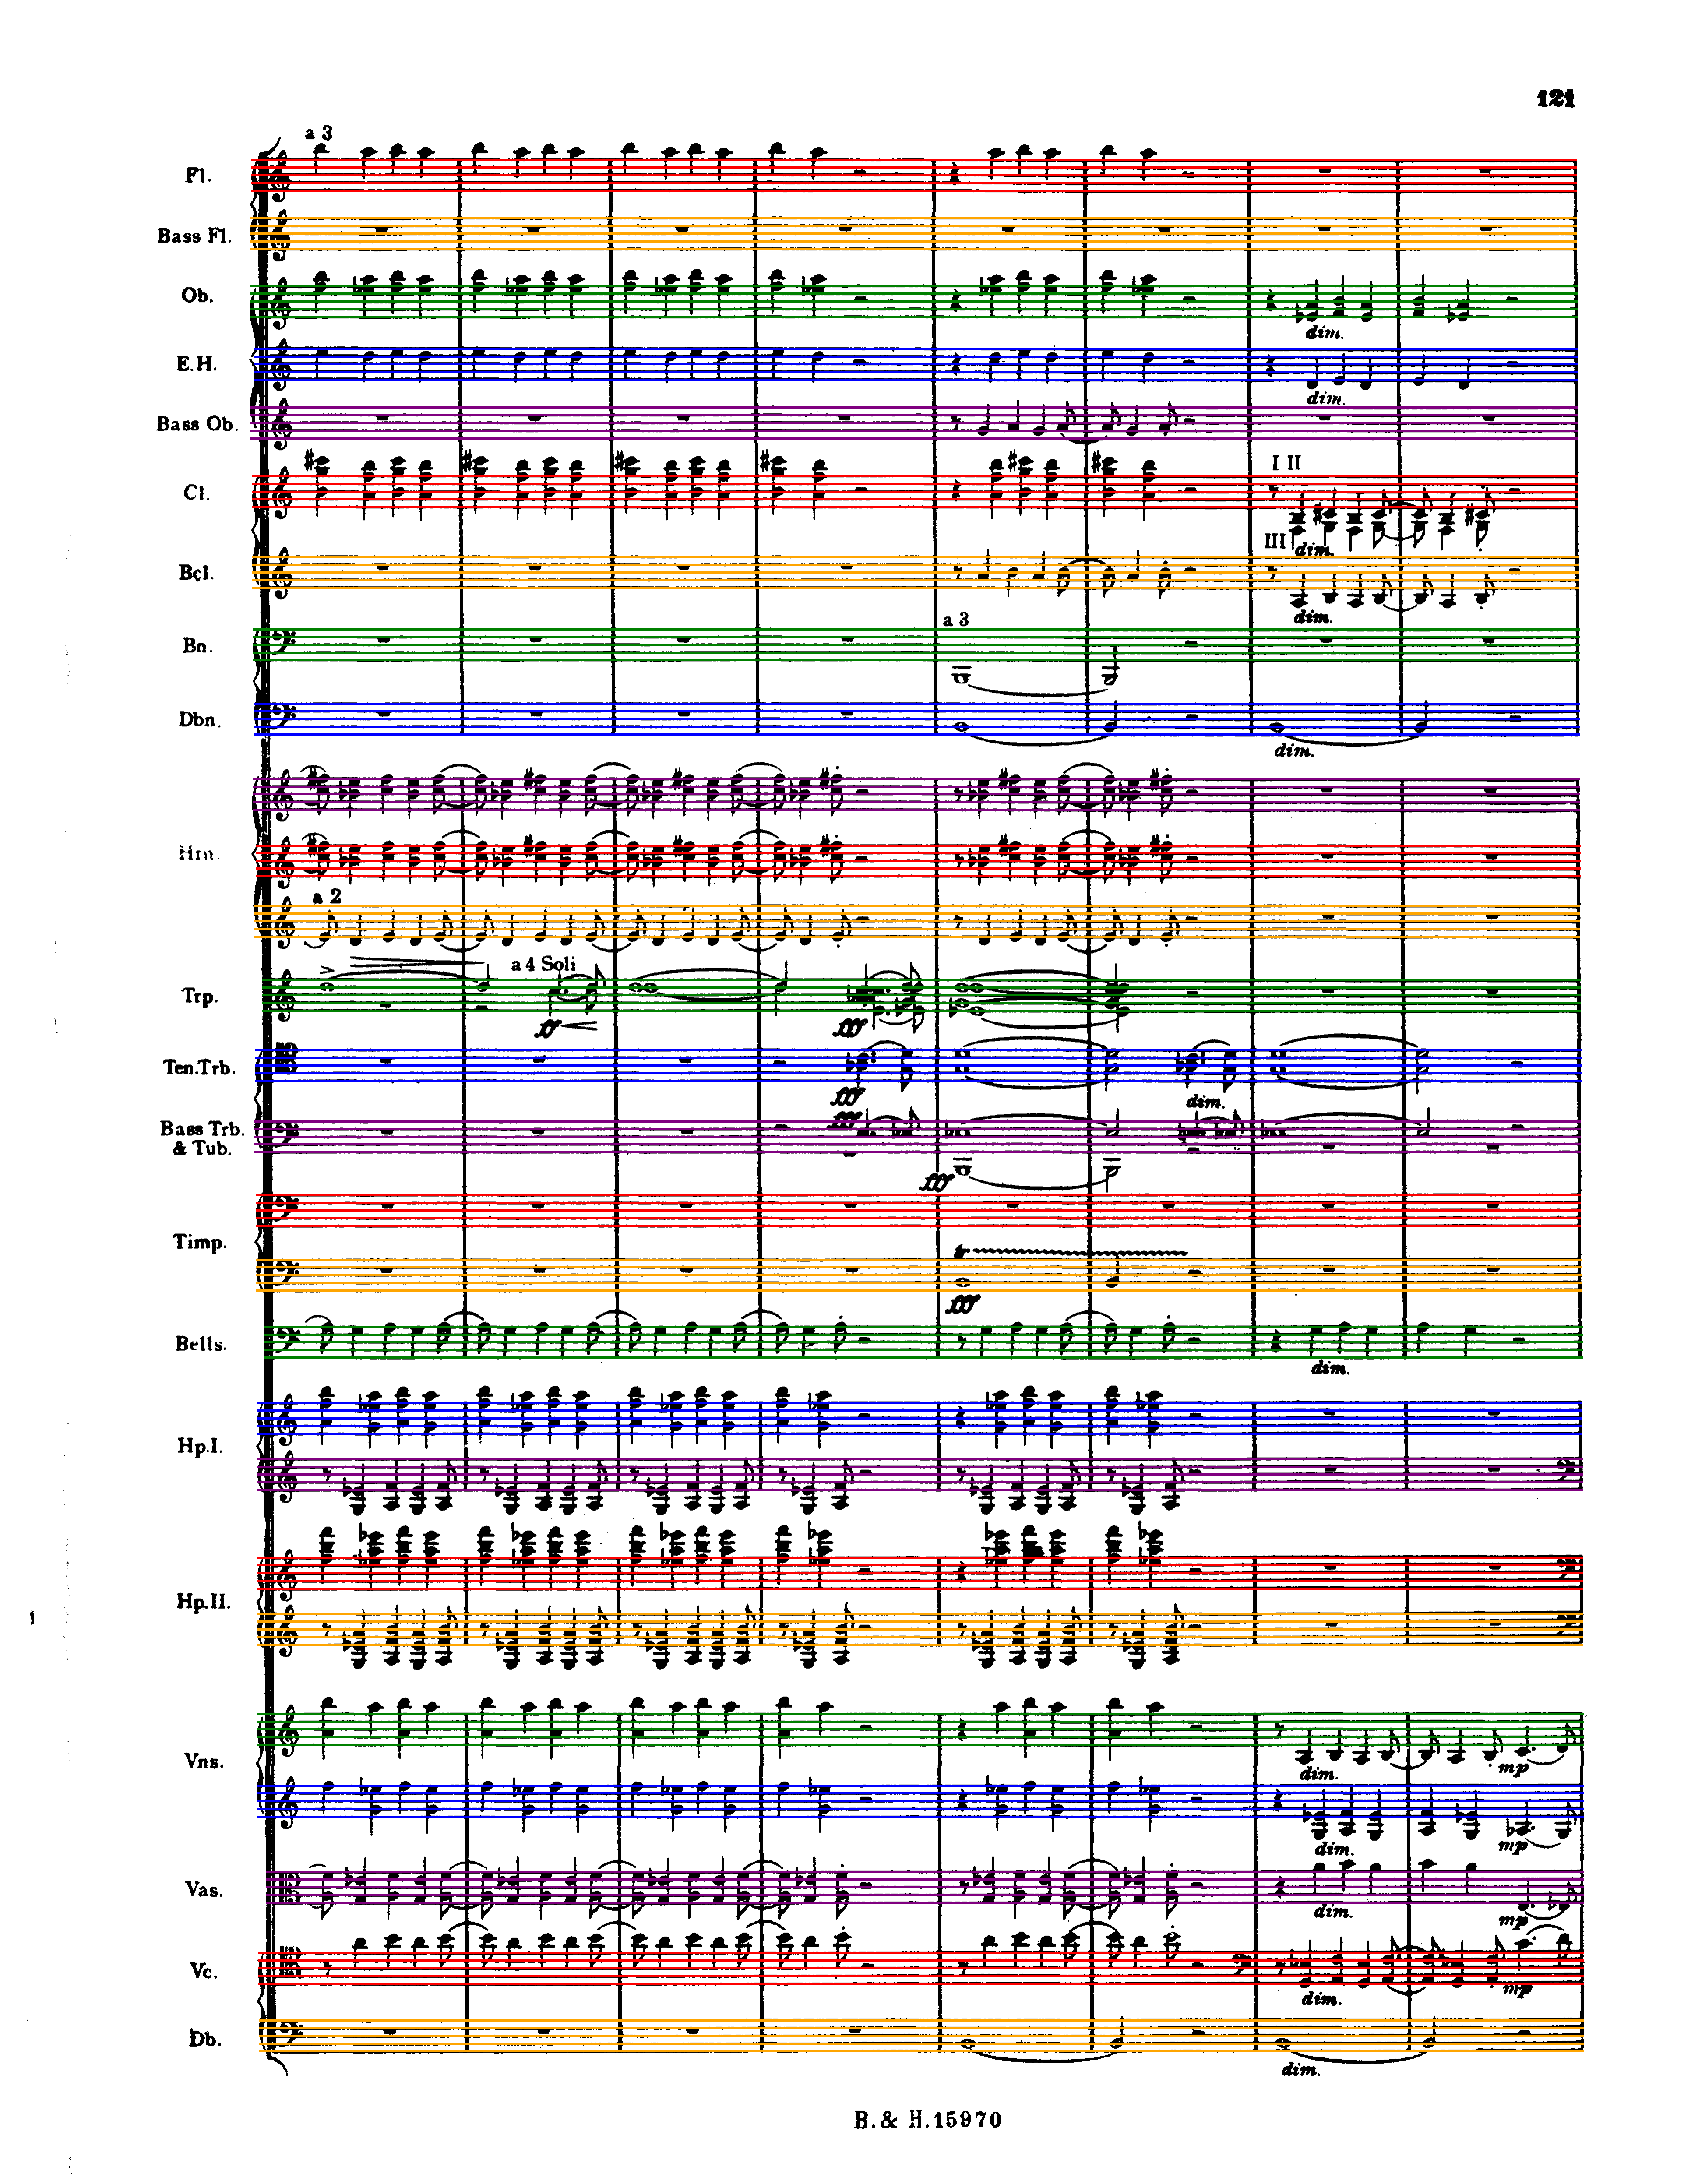 121
a 3
Fl.
Bass Fl.
Ob.
dim.
E.H.
dim.
Bass Ob.
I II
Cl.
III dim.
Bcl.
dim.
a 3
Bn.
Dbn.
dim.
Hrn.
a 2
a 4 Soli
Trp.
ff
fff
Ten.Trb.
fff
dim.
fff
Bass Trb.
& Tub.
fff
Timp.
tr
fff
Bells.
dim.
Hp.I.
Hp.II.
Vns.
dim.
mp
dim.
mp
Vas.
dim.
mp
Vc.
dim.
mp
Db.
dim.
B. & H. 15970